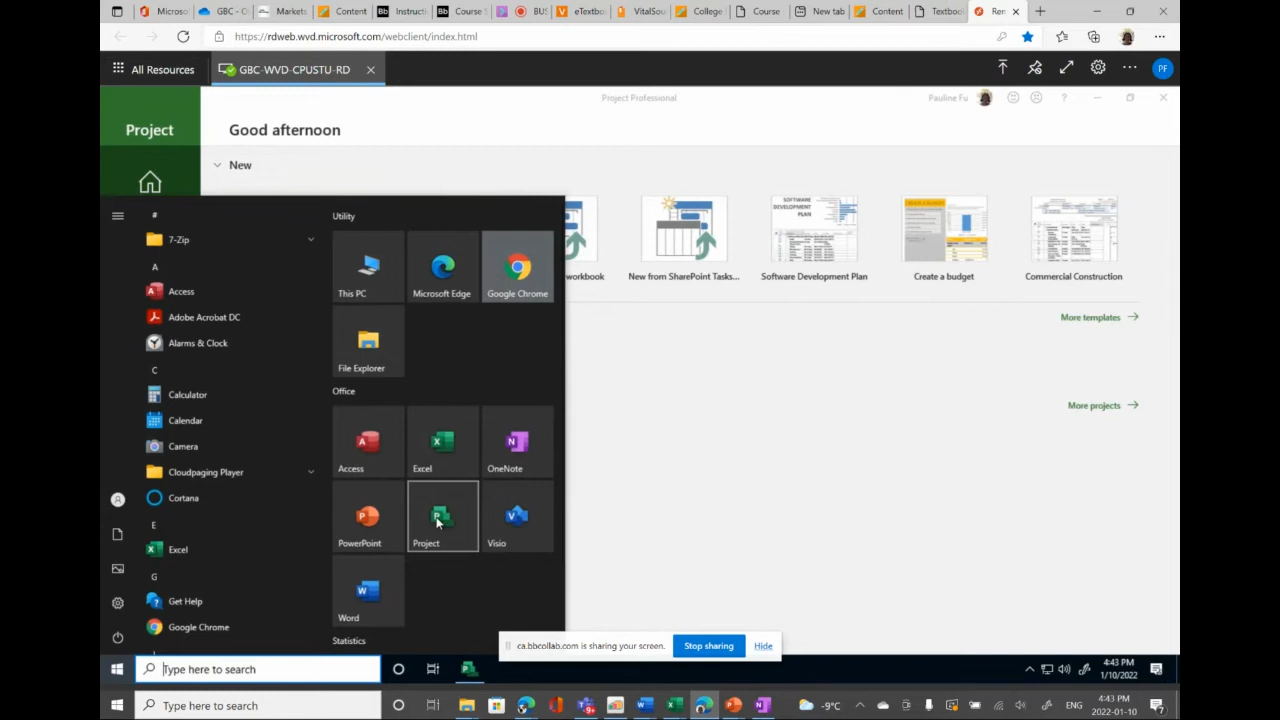 Microso
GBC - O
Markets
Content
Instructi
Course S
BUS
eTextbo
VitalSou
College
Course
New tab
Content
Textboo
Ren
https://rdweb.wvd.microsoft.com/webclient/index.html
All Resources
GBC-WVD-CPUSTU-RD
PF
Project Professional
Pauline Fu
Project
Good afternoon
New
workbook
New from SharePoint Tasks...
SOFTWARE DEVELOPMENT PLAN
Software Development Plan
Create a budget
Commercial Construction
More templates
More projects
#
7-Zip
A
Access
Adobe Acrobat DC
Alarms & Clock
C
Calculator
Calendar
Camera
Cloudpaging Player
Cortana
E
Excel
G
Get Help
Google Chrome
Utility
This PC
Microsoft Edge
Google Chrome
File Explorer
Office
Access
Excel
OneNote
PowerPoint
Project
Visio
Word
Statistics
ca.bbcollab.com is sharing your screen.
Stop sharing
Hide
Type here to search
4:43 PM
1/10/2022
Type here to search
-9°C
ENG
4:43 PM
2022-01-10
7